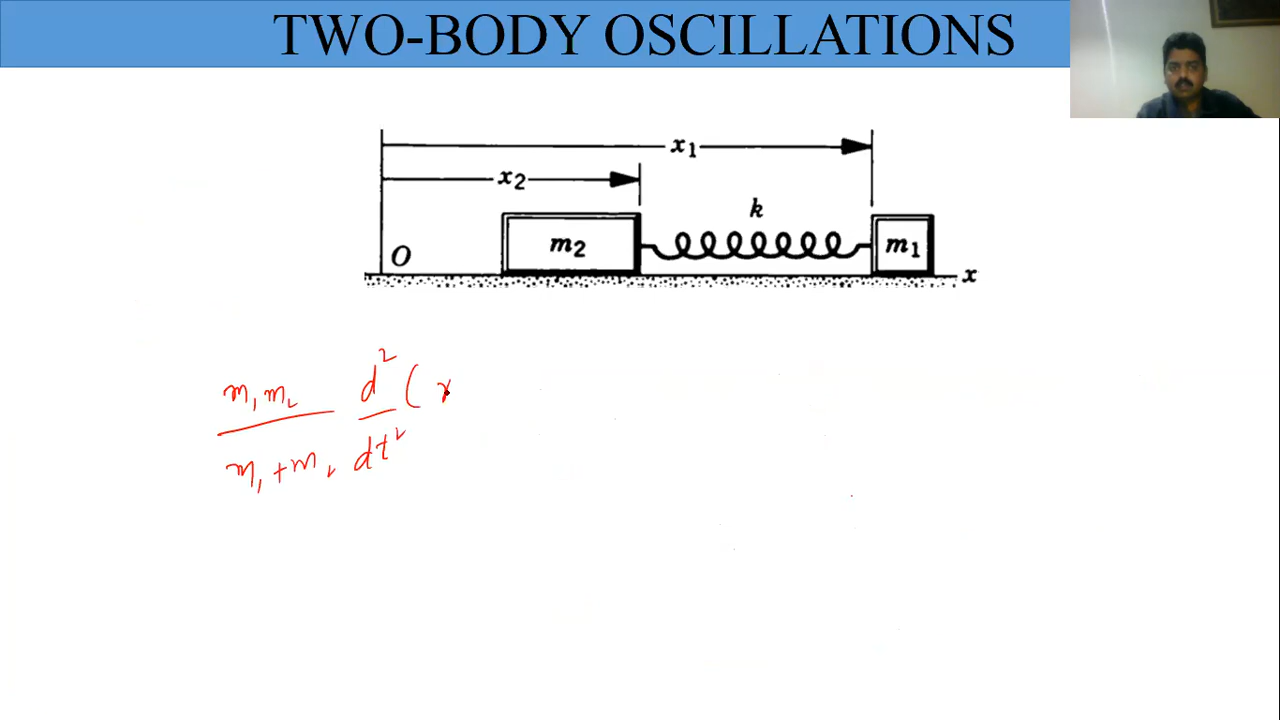 TWO-BODY OSCILLATIONS
x₁
x₂
k
m₂
m₁
O
x
m₁m₂ d² ( x
m₁+m₂ dt²